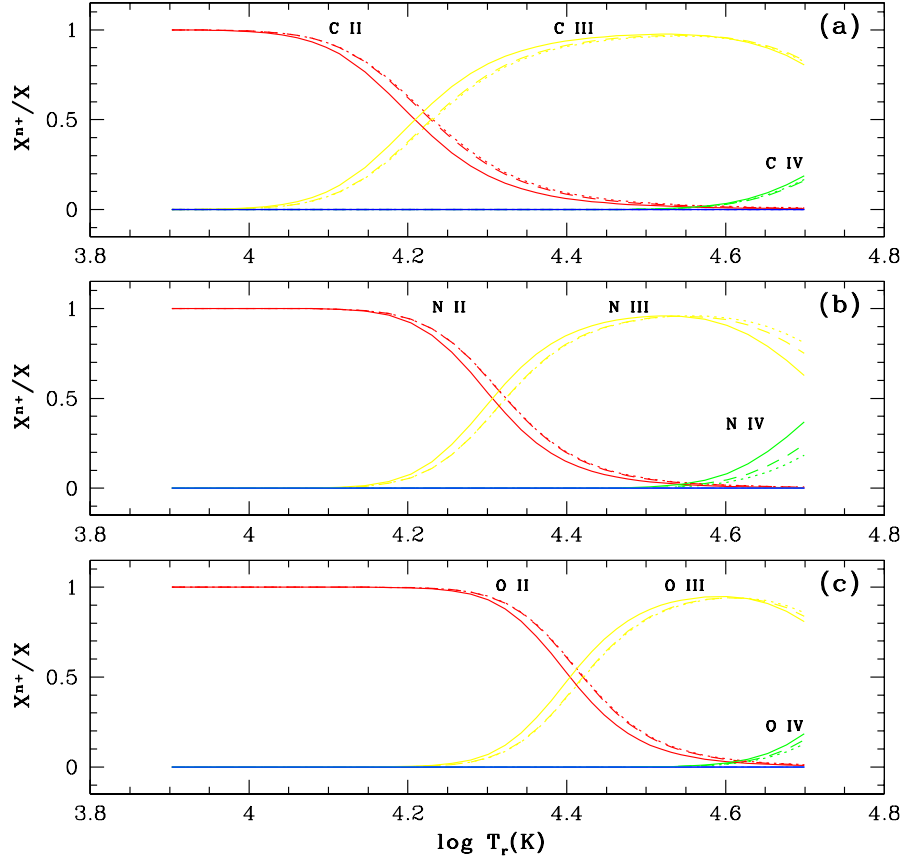 C II
C III
(a)
1
Xⁿ⁺/X
0.5
C IV
0
3.8 4 4.2 4.4 4.6 4.8
N II
N III
(b)
1
Xⁿ⁺/X
0.5
N IV
0
3.8 4 4.2 4.4 4.6 4.8
O II
O III
(c)
1
Xⁿ⁺/X
0.5
O IV
0
3.8 4 4.2 4.4 4.6 4.8
log Tᵣ(K)